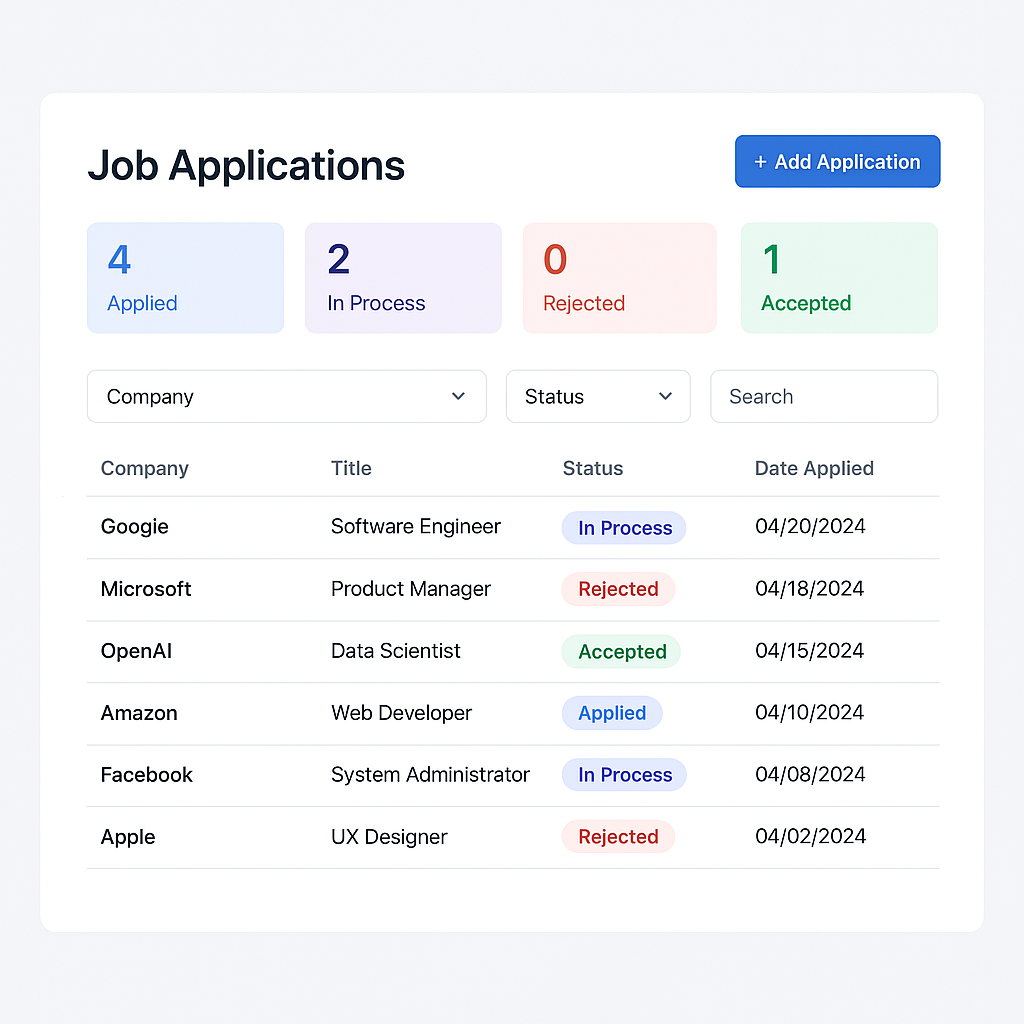 Job Applications
+ Add Application
4
Applied
2
In Process
0
Rejected
1
Accepted
Company
Status
Search
Company Title Status Date Applied
Googie Software Engineer In Process 04/20/2024
Microsoft Product Manager Rejected 04/18/2024
OpenAI Data Scientist Accepted 04/15/2024
Amazon Web Developer Applied 04/10/2024
Facebook System Administrator In Process 04/08/2024
Apple UX Designer Rejected 04/02/2024